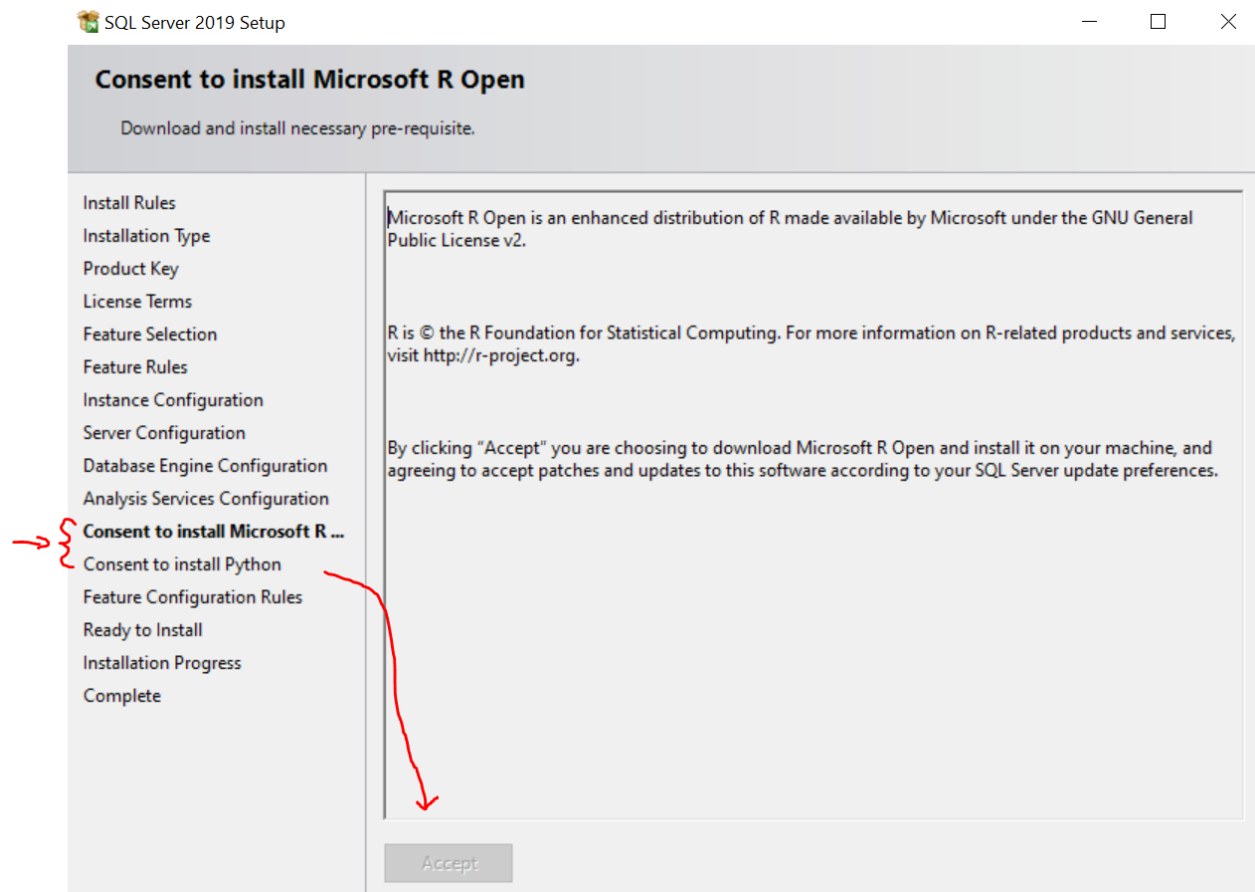 SQL Server 2019 Setup
Consent to install Microsoft R Open
Download and install necessary pre-requisite.
Install Rules
Installation Type
Product Key
License Terms
Feature Selection
Feature Rules
Instance Configuration
Server Configuration
Database Engine Configuration
Analysis Services Configuration
Consent to install Microsoft R ...
Consent to install Python
Feature Configuration Rules
Ready to Install
Installation Progress
Complete
Microsoft R Open is an enhanced distribution of R made available by Microsoft under the GNU General
Public License v2.
R is © the R Foundation for Statistical Computing. For more information on R-related products and services,
visit http://r-project.org.
By clicking “Accept” you are choosing to download Microsoft R Open and install it on your machine, and
agreeing to accept patches and updates to this software according to your SQL Server update preferences.
Accept